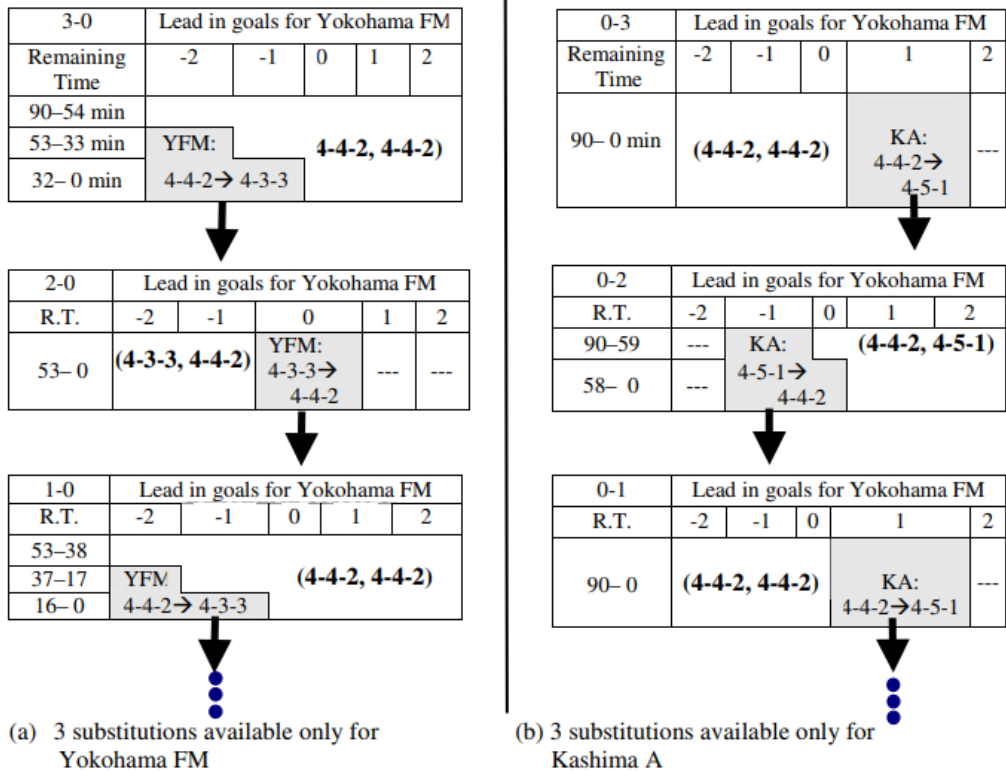 3-0 Lead in goals for Yokohama FM
Remaining Time -2 -1 0 1 2
90–54 min
53–33 min YFM: 4-4-2, 4-4-2)
32– 0 min 4-4-2→ 4-3-3
2-0 Lead in goals for Yokohama FM
R.T. -2 -1 0 1 2
53– 0 (4-3-3, 4-4-2) YFM: --- ---
4-3-3→
4-4-2
1-0 Lead in goals for Yokohama FM
R.T. -2 -1 0 1 2
53–38
37–17 YFM (4-4-2, 4-4-2)
16– 0 4-4-2→ 4-3-3
(a) 3 substitutions available only for
Yokohama FM
0-3 Lead in goals for Yokohama FM
Remaining Time -2 -1 0 1 2
90– 0 min (4-4-2, 4-4-2) KA: ---
4-4-2→
4-5-1
0-2 Lead in goals for Yokohama FM
R.T. -2 -1 0 1 2
90–59 --- KA: (4-4-2, 4-5-1)
58– 0 --- 4-5-1→
4-4-2
0-1 Lead in goals for Yokohama FM
R.T. -2 -1 0 1 2
90– 0 (4-4-2, 4-4-2) KA: ---
4-4-2→4-5-1
(b) 3 substitutions available only for
Kashima A